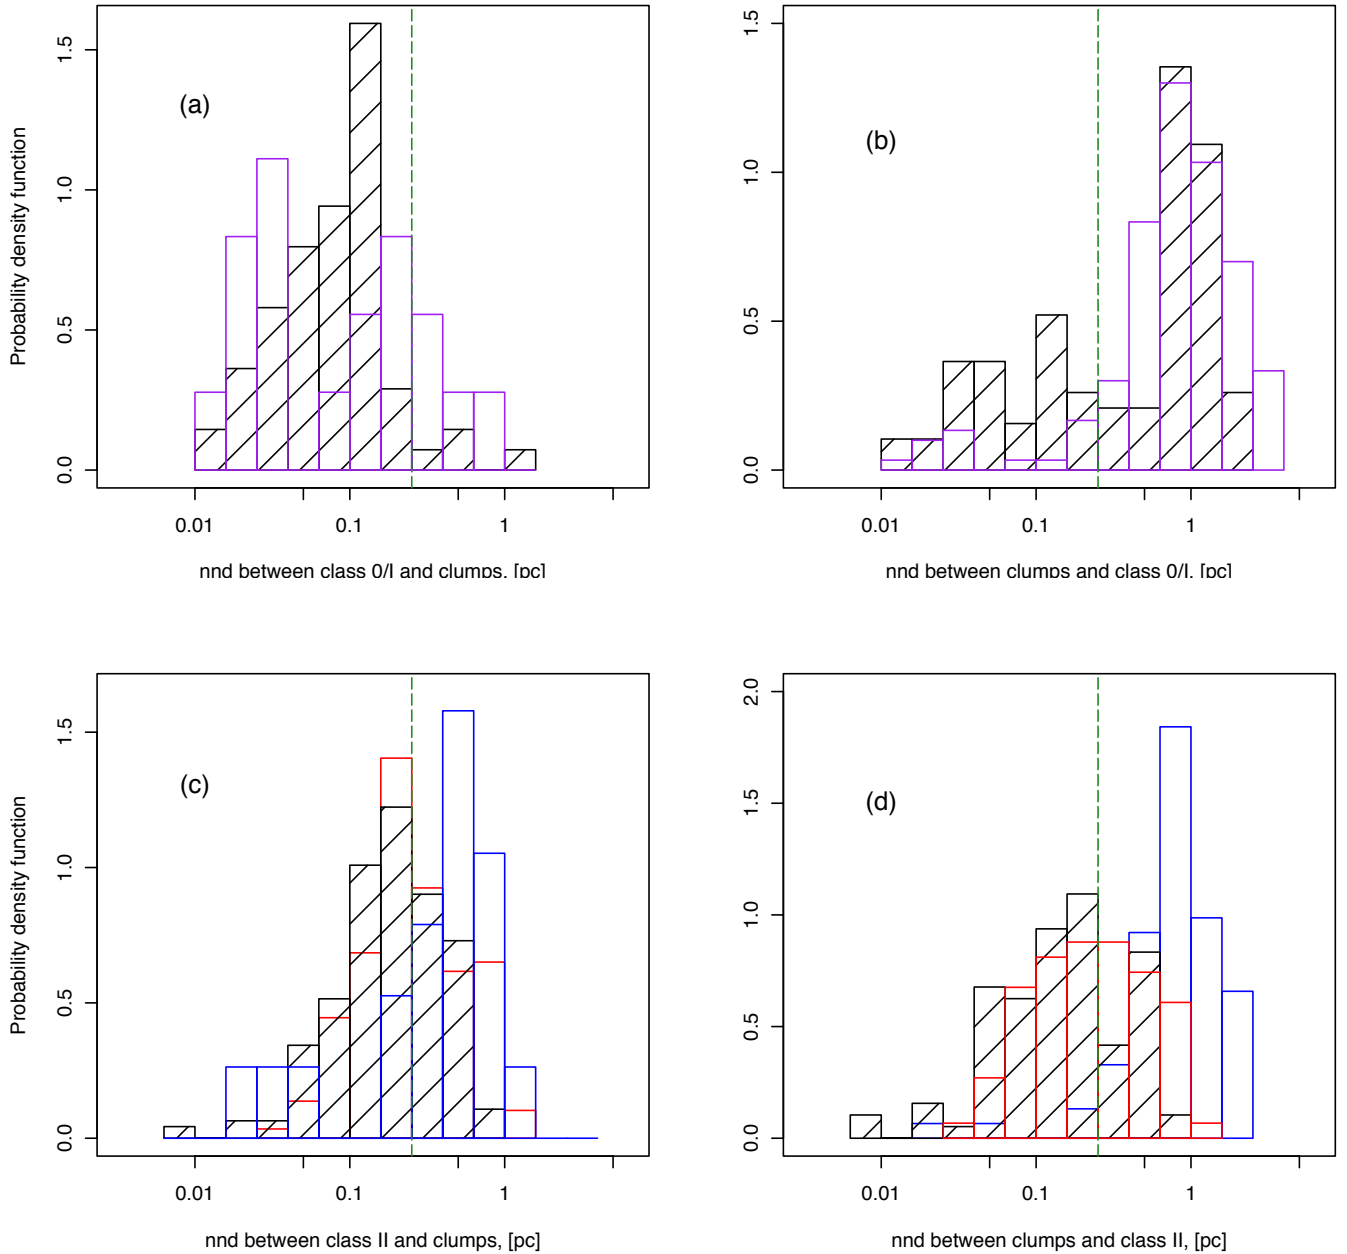 (a)
Probability density function
0.0 0.5 1.0 1.5
0.01 0.1 1
nnd between class 0/I and clumps, [pc]
(b)
0.0 0.5 1.0 1.5
0.01 0.1 1
nnd between clumps and class 0/I, [pc]
(c)
Probability density function
0.0 0.5 1.0 1.5
0.01 0.1 1
nnd between class II and clumps, [pc]
(d)
0.0 0.5 1.0 1.5 2.0
0.01 0.1 1
nnd between clumps and class II, [pc]